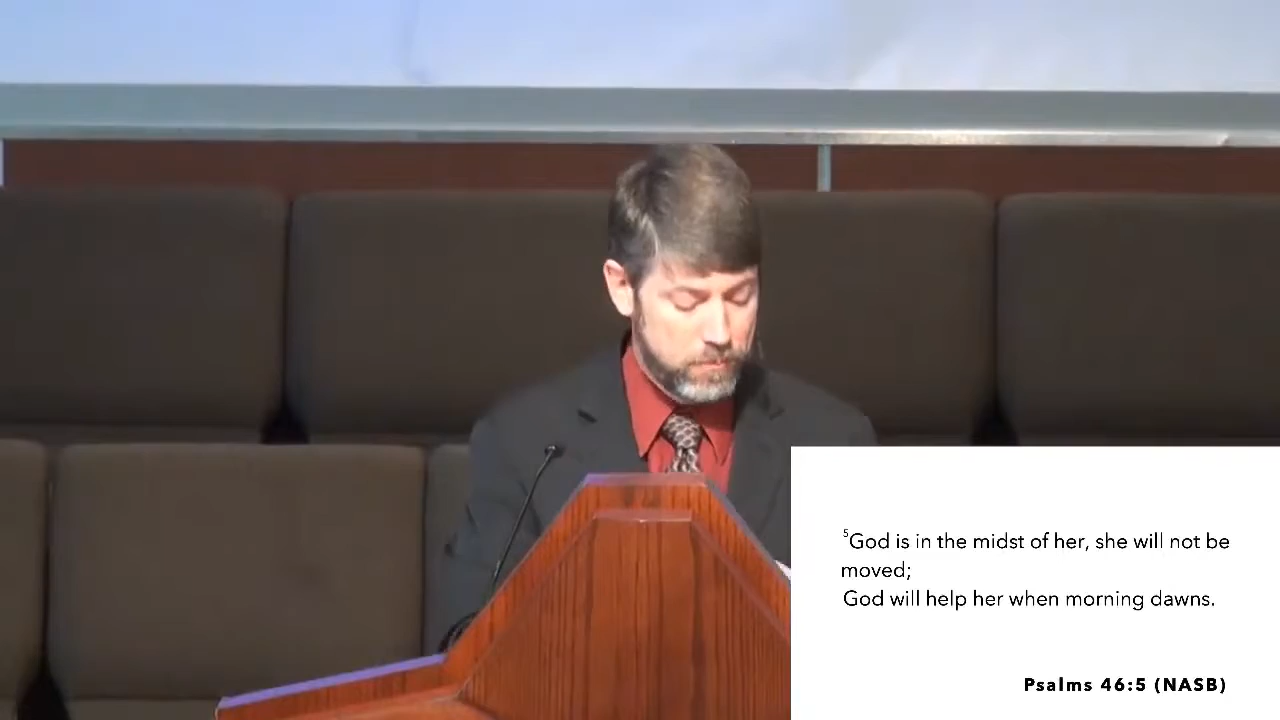 ⁵God is in the midst of her, she will not be
moved;
God will help her when morning dawns.
Psalms 46:5 (NASB)